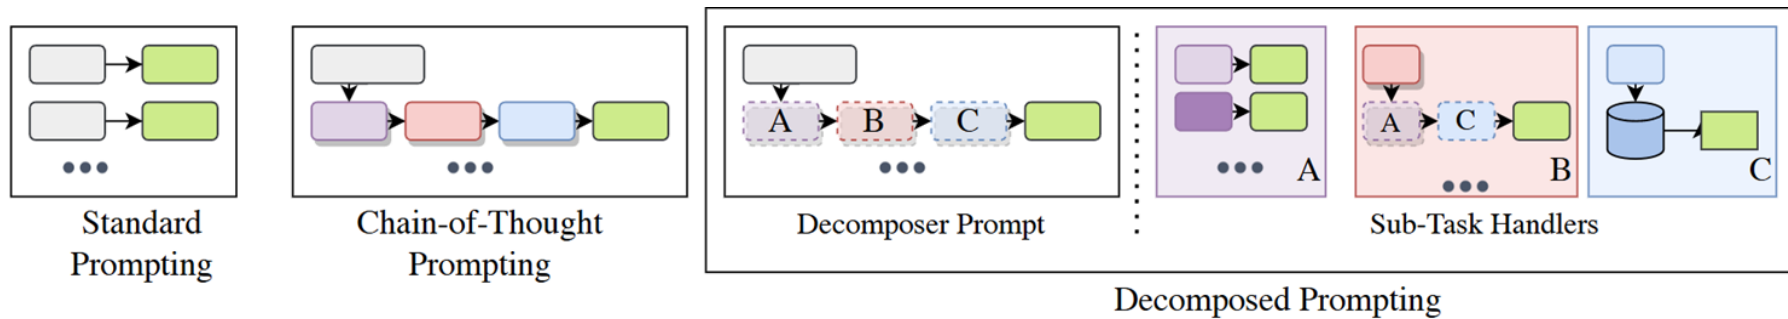 A
B
C
A
C
A
B
C
Standard
Prompting
Chain-of-Thought
Prompting
Decomposer Prompt
Sub-Task Handlers
Decomposed Prompting